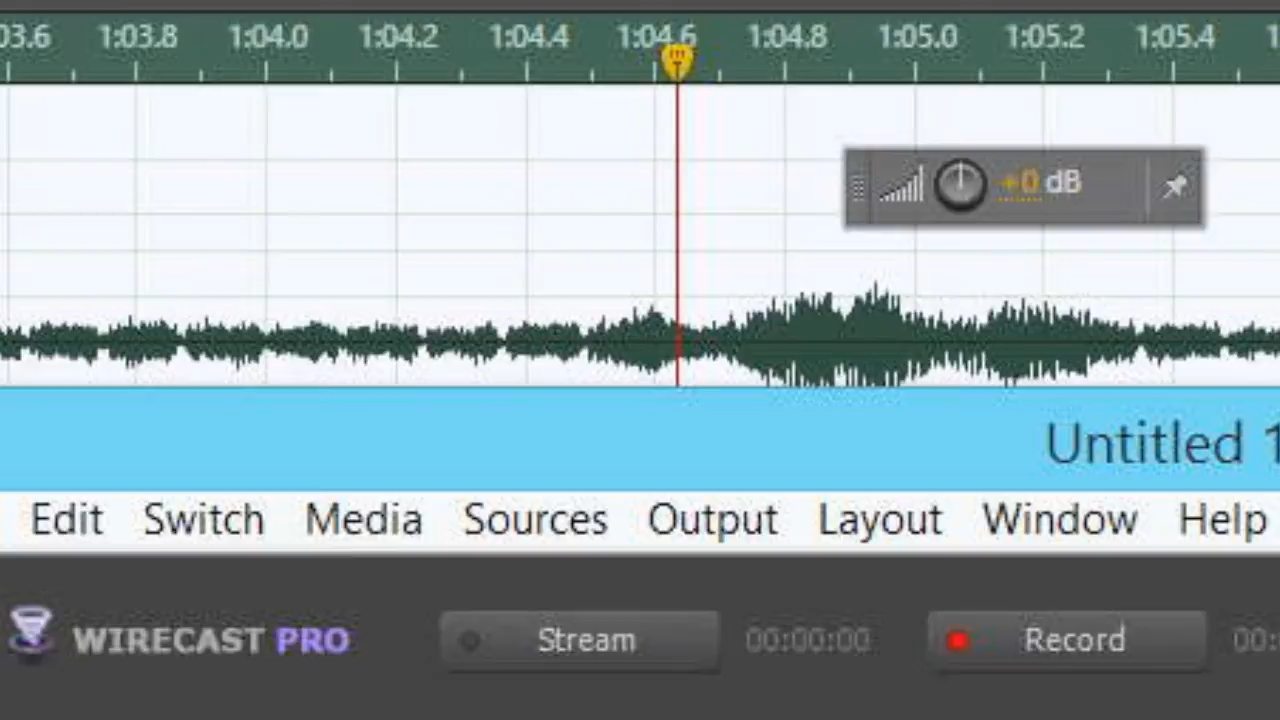 03.6 1:03.8 1:04.0 1:04.2 1:04.4 1:04.6 1:04.8 1:05.0 1:05.2 1:05.4
+0 dB
Untitled 1
Edit Switch Media Sources Output Layout Window Help
WIRECAST PRO Stream 00:00:00 Record 00: